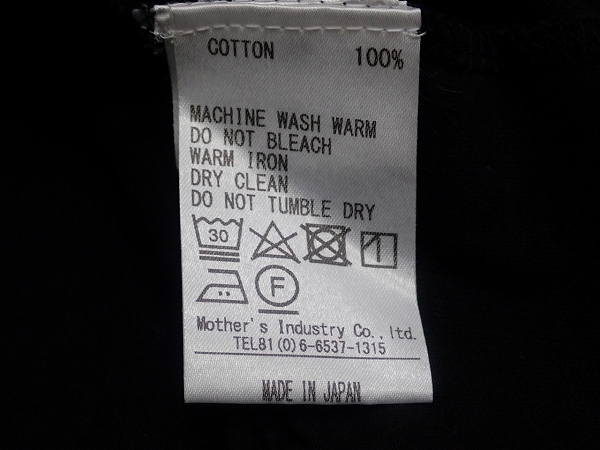 COTTON 100%
MACHINE WASH WARM
DO NOT BLEACH
WARM IRON
DRY CLEAN
DO NOT TUMBLE DRY
30
F
Mother's Industry Co., ltd.
TEL81(0)6-6537-1315
MADE IN JAPAN